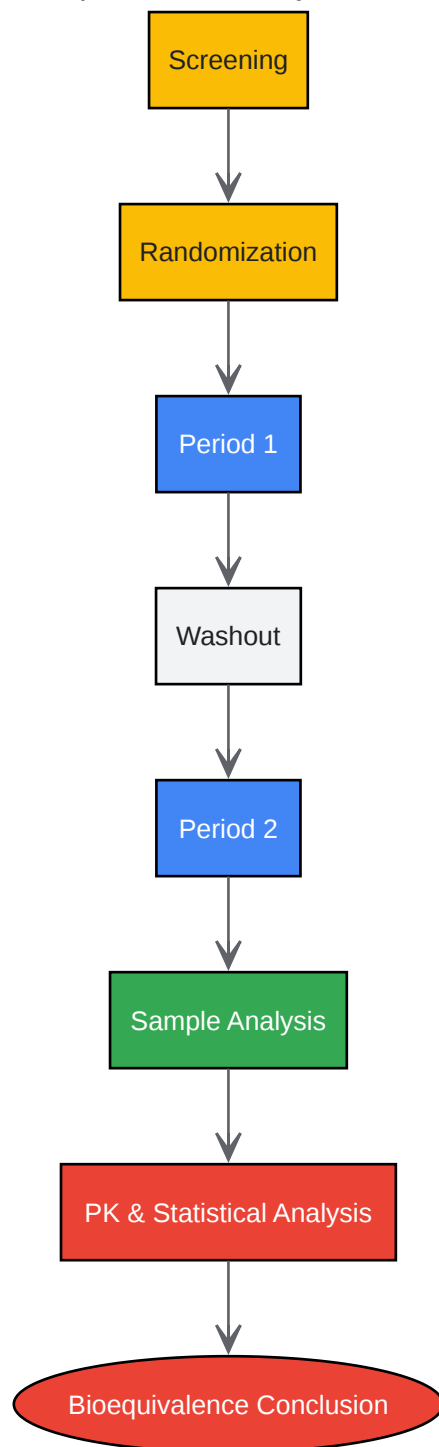 Screening
Randomization
Period 1
Washout
Period 2
Sample Analysis
PK & Statistical Analysis
Bioequivalence Conclusion